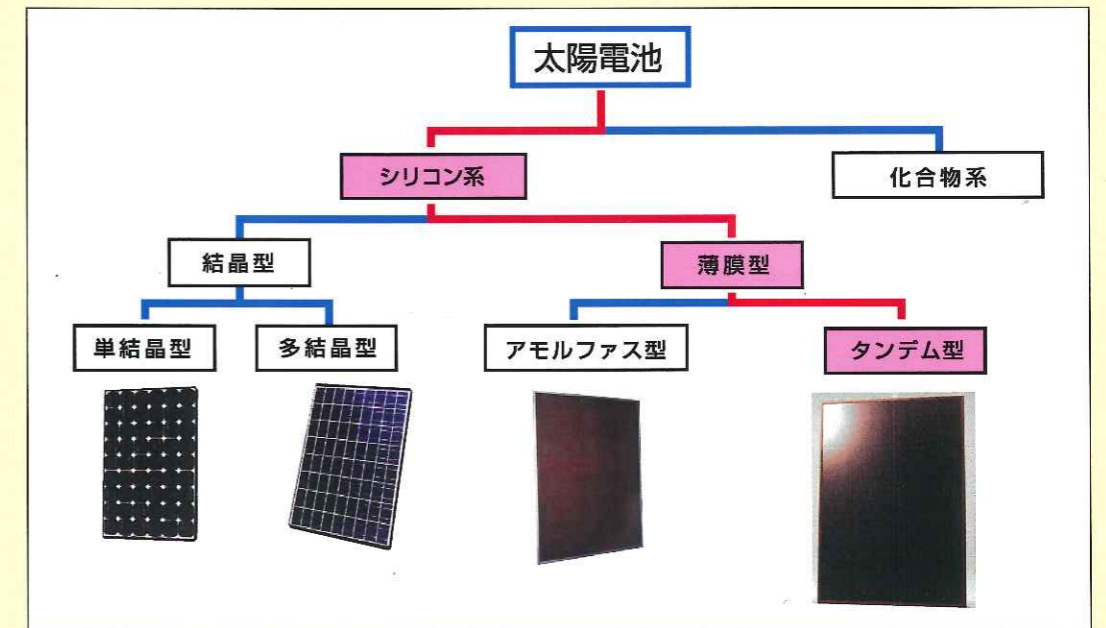 太陽電池
シリコン系
化合物系
結晶型
薄膜型
単結晶型
多結晶型
アモルファス型
タンデム型